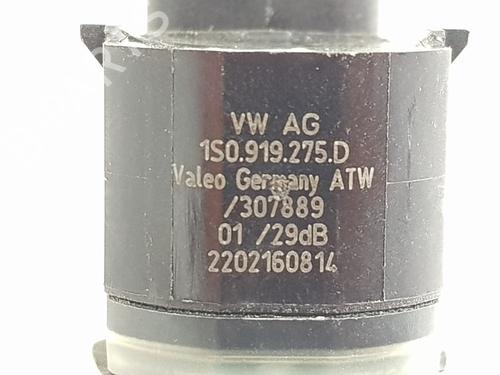 VW AG
1S0.919.275.D
Valeo Germany ATW
/307889
01 /29dB
2202160814